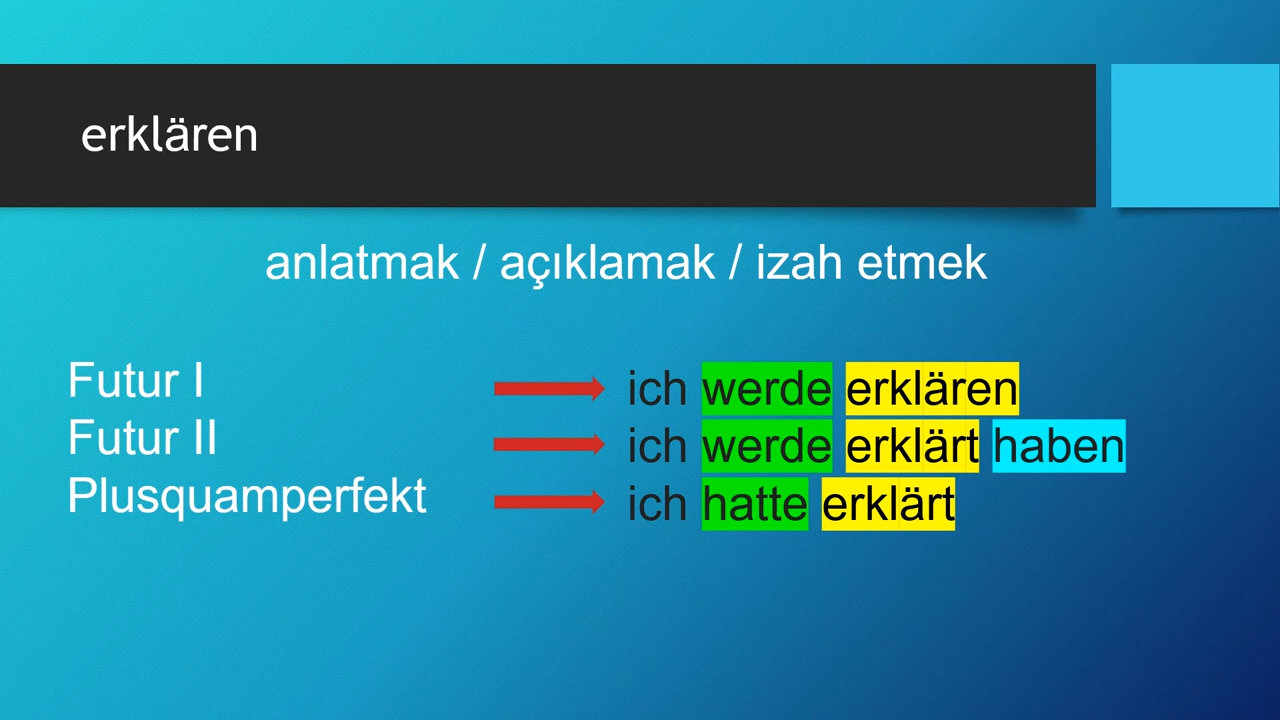 erklären
anlatmak / açıklamak / izah etmek
Futur I ich werde erklären
Futur II ich werde erklärt haben
Plusquamperfekt ich hatte erklärt